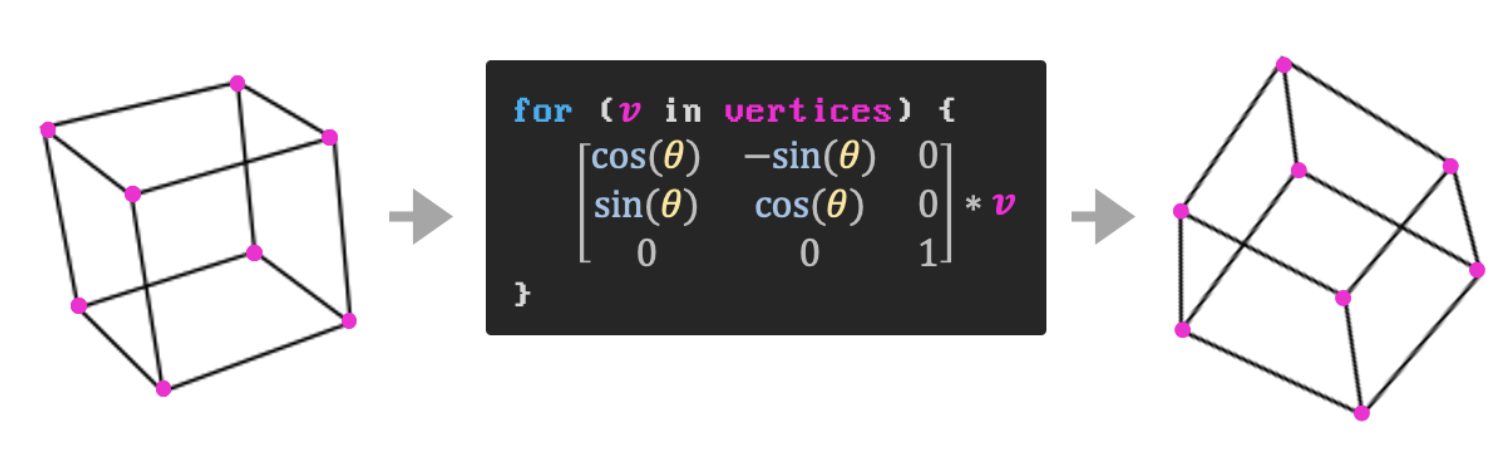 for (v in vertices) {
cos(θ) −sin(θ) 0
sin(θ) cos(θ) 0 * v
0 0 1
}